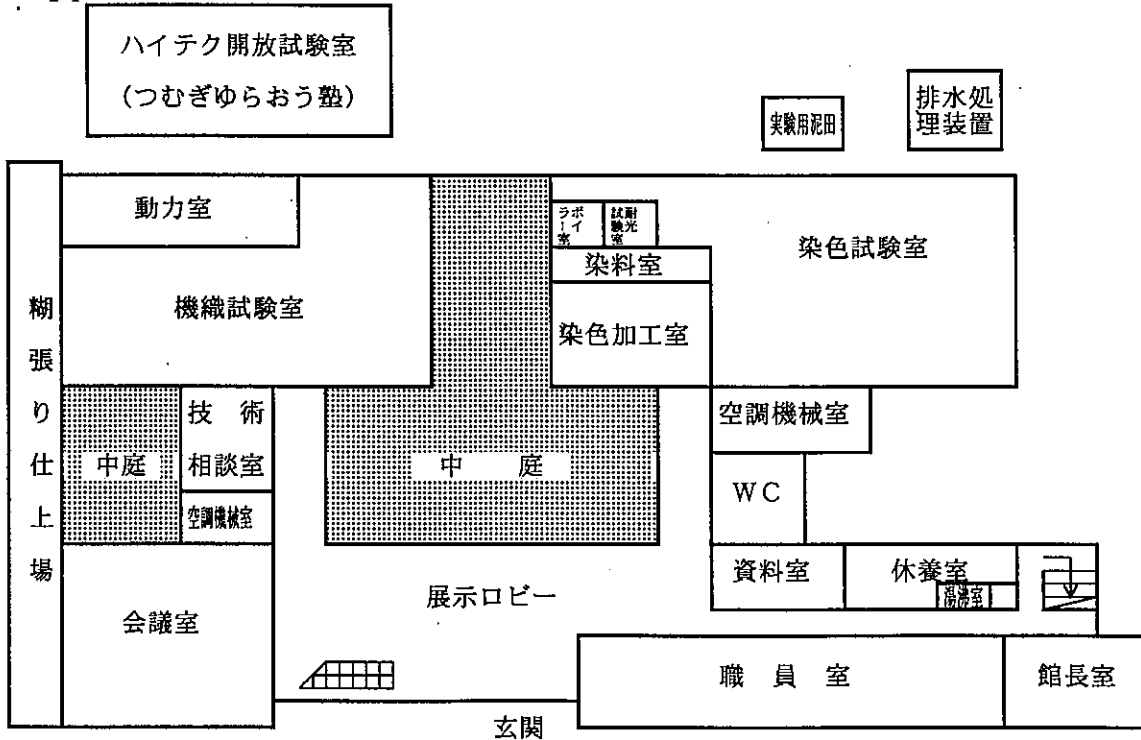 ハイテク開放試験室
(つむぎゆらおう塾)
実験用泥田
排水処
理装置
動力室
ボイ
ラー室
耐光
試験室
染色試験室
染料室
機織試験室
染色加工室
糊張り仕上場
技術
相談室
空調機械室
中庭
中庭
空調機械室
WC
資料室
休養室
湯沸室
展示ロビー
会議室
職員室
館長室
玄関